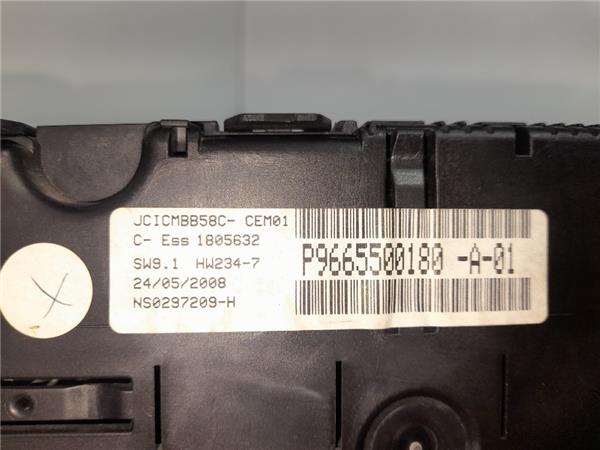 JCICMBB58C- CEM01
C- Ess 1805632
SW9.1 HW234-7
24/05/2008
NS0297209-H
P9665500180 -A-01